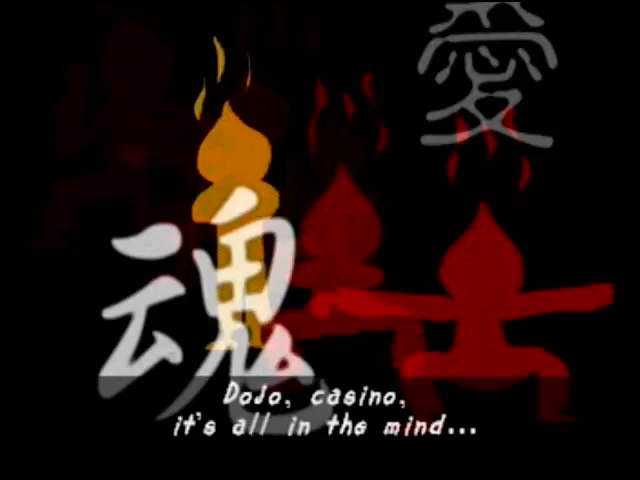 愛
魂
Dojo, casino,
it's all in the mind...